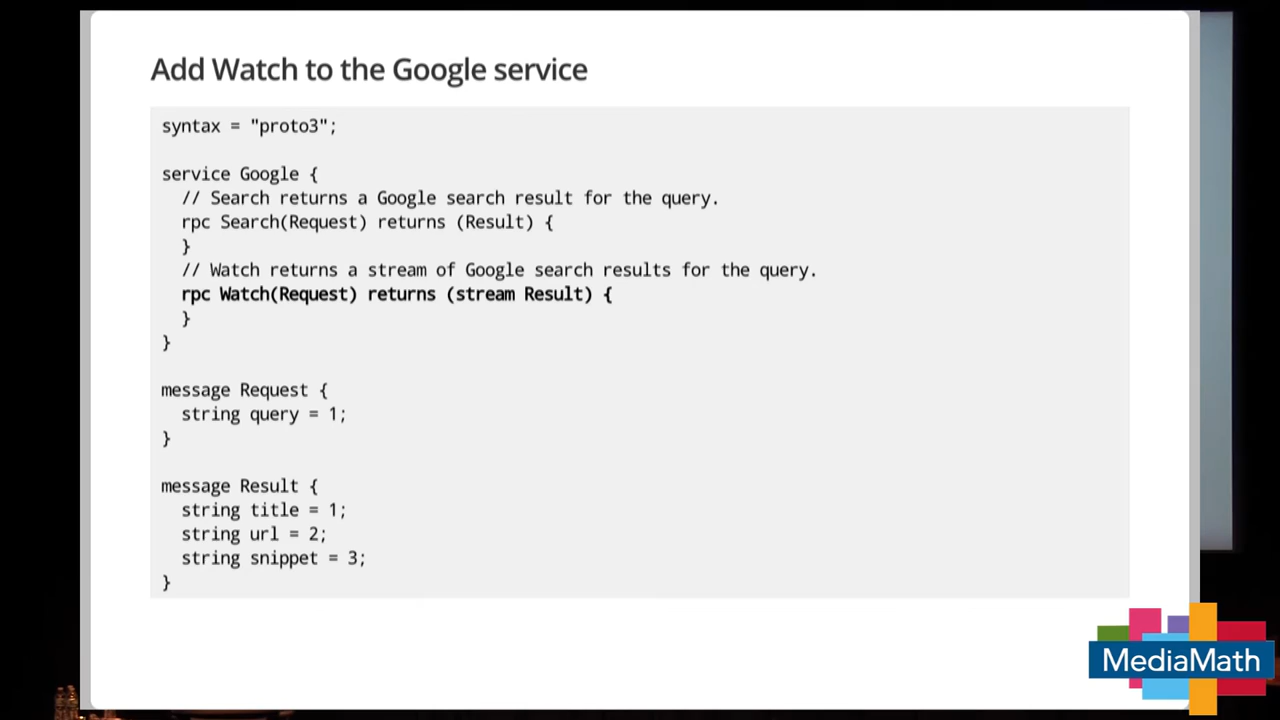 Add Watch to the Google service
syntax = "proto3";
service Google {
  // Search returns a Google search result for the query.
  rpc Search(Request) returns (Result) {
  }
  // Watch returns a stream of Google search results for the query.
  rpc Watch(Request) returns (stream Result) {
  }
}
message Request {
  string query = 1;
}
message Result {
  string title = 1;
  string url = 2;
  string snippet = 3;
}
MediaMath